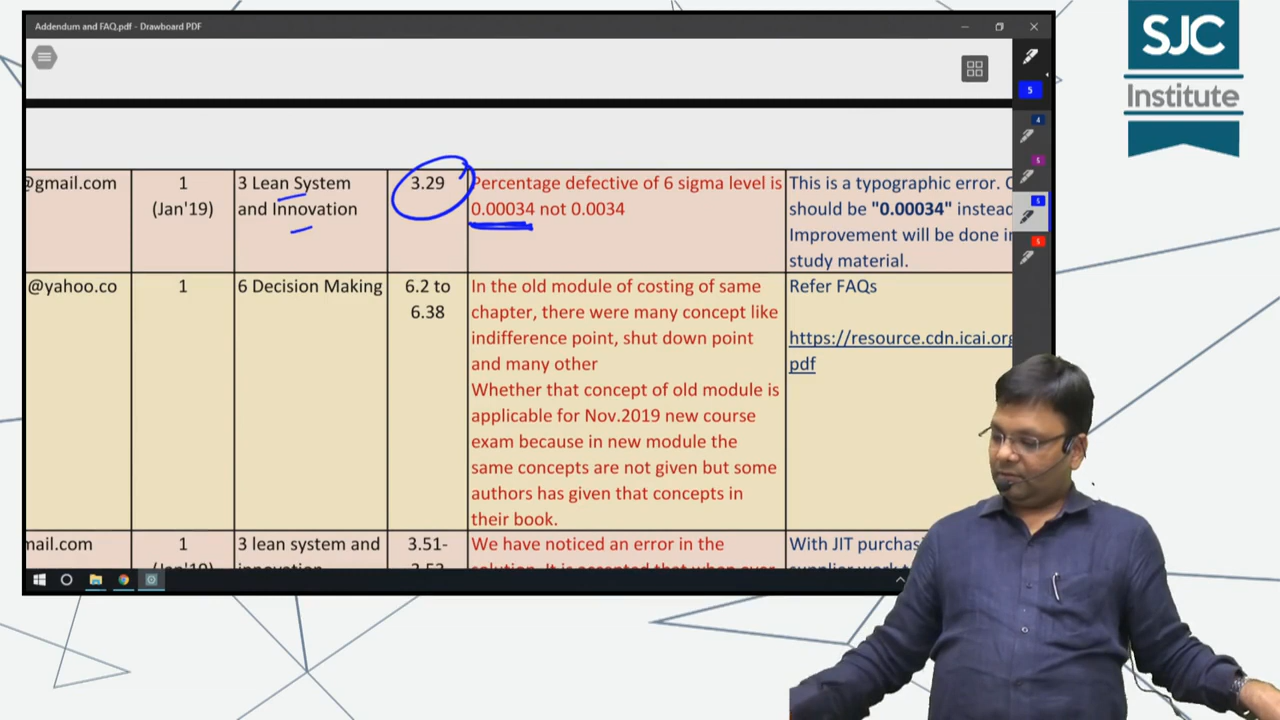 Addendum and FAQ.pdf - Drawboard PDF
SJC
Institute
5
4
5
5
5
@gmail.com
1
(Jan'19)
3 Lean System
and Innovation
3.29
Percentage defective of 6 sigma level is
0.00034 not 0.0034
This is a typographic error.
should be "0.00034" instead
Improvement will be done in
study material.
@yahoo.co
1
6 Decision Making
6.2 to
6.38
In the old module of costing of same
chapter, there were many concept like
indifference point, shut down point
and many other
Whether that concept of old module is
applicable for Nov.2019 new course
exam because in new module the
same concepts are not given but some
authors has given that concepts in
their book.
Refer FAQs
https://resource.cdn.icai.org
pdf
mail.com
1
3 lean system and
3.51-
We have noticed an error in the
With JIT purchas